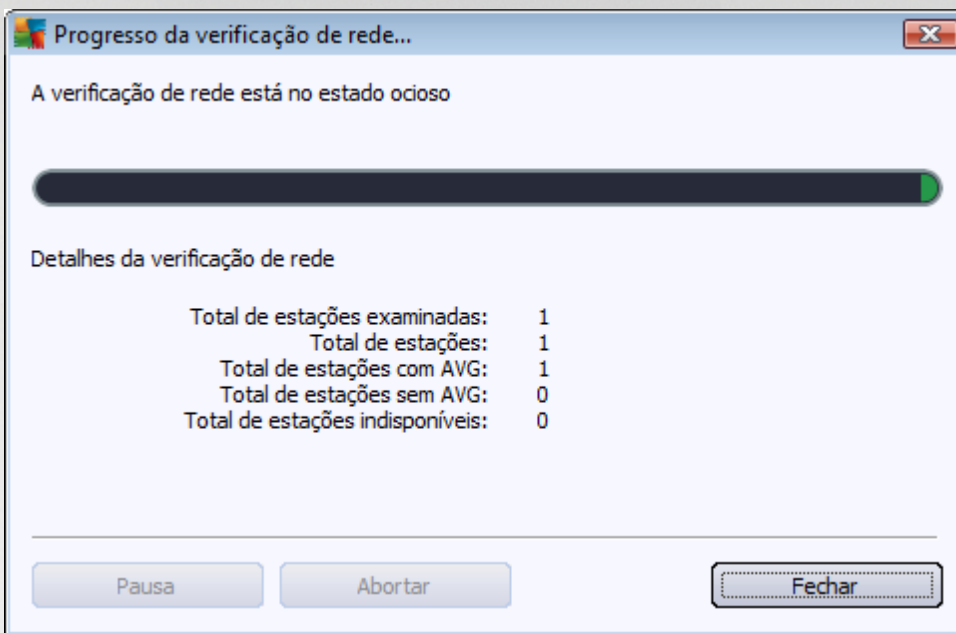 Progresso da verificação de rede...
A verificação de rede está no estado ocioso
Detalhes da verificação de rede
Total de estações examinadas: 1
Total de estações: 1
Total de estações com AVG: 1
Total de estações sem AVG: 0
Total de estações indisponíveis: 0
Pausa Abortar Fechar